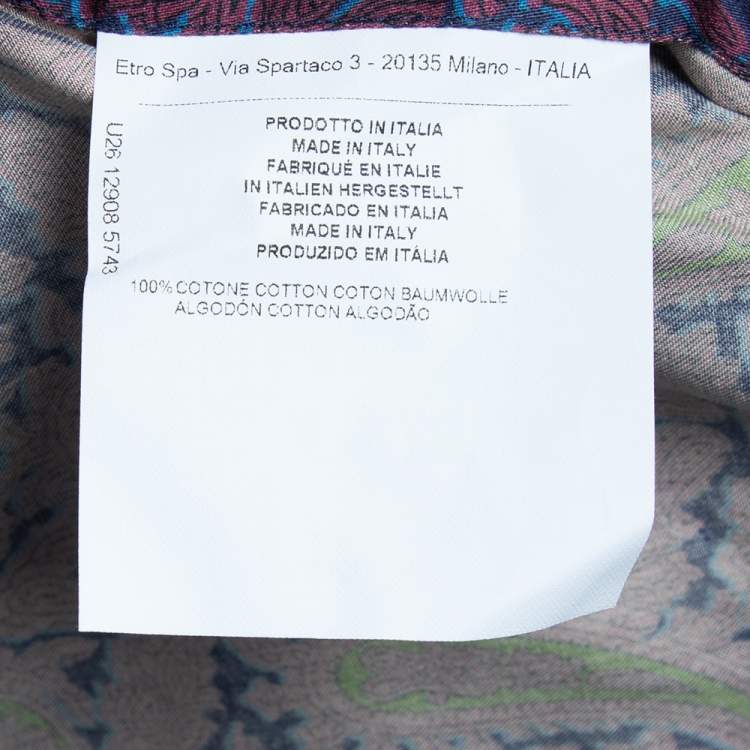 Etro Spa - Via Spartaco 3 - 20135 Milano - ITALIA
PRODOTTO IN ITALIA
MADE IN ITALY
FABRIQUÉ EN ITALIE
IN ITALIEN HERGESTELLT
FABRICADO EN ITALIA
MADE IN ITALY
PRODUZIDO EM ITÁLIA
100% COTONE COTTON COTON BAUMWOLLE
ALGODÓN COTTON ALGODÃO
U26 12908 5743